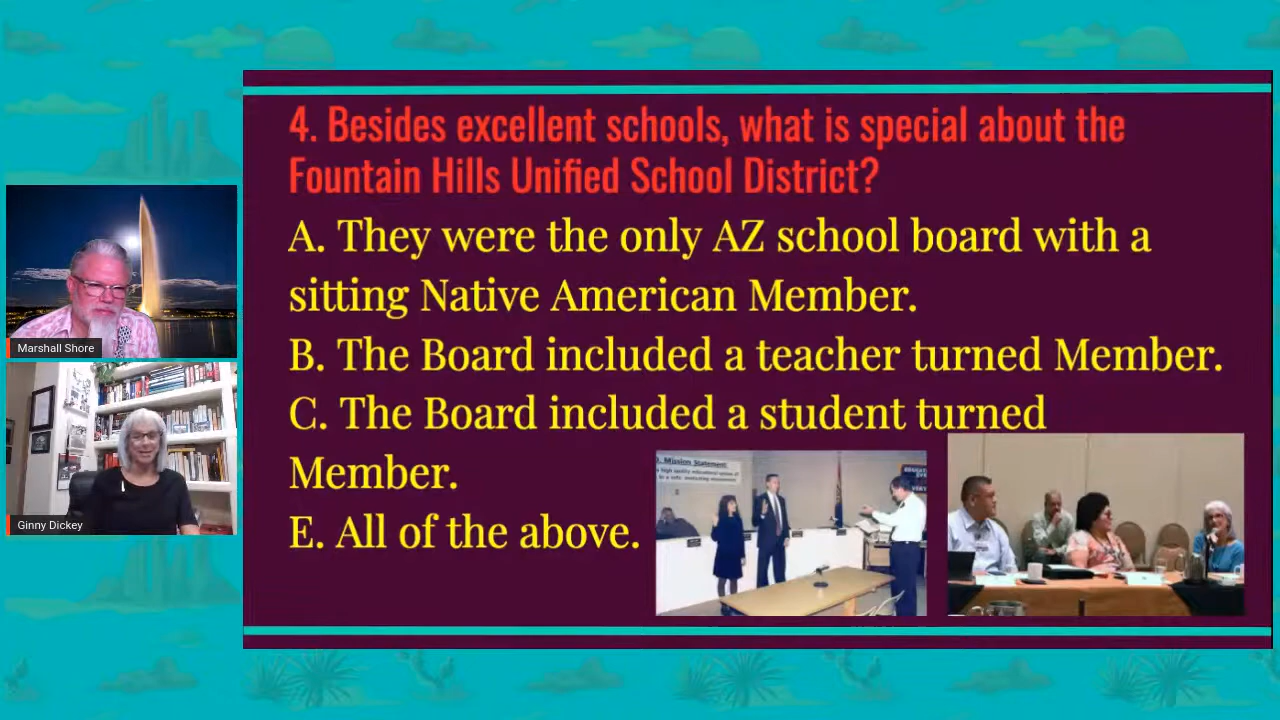 4. Besides excellent schools, what is special about the
Fountain Hills Unified School District?
A. They were the only AZ school board with a
sitting Native American Member.
B. The Board included a teacher turned Member.
C. The Board included a student turned
Member.
E. All of the above.
Mission Statement
Marshall Shore
Ginny Dickey